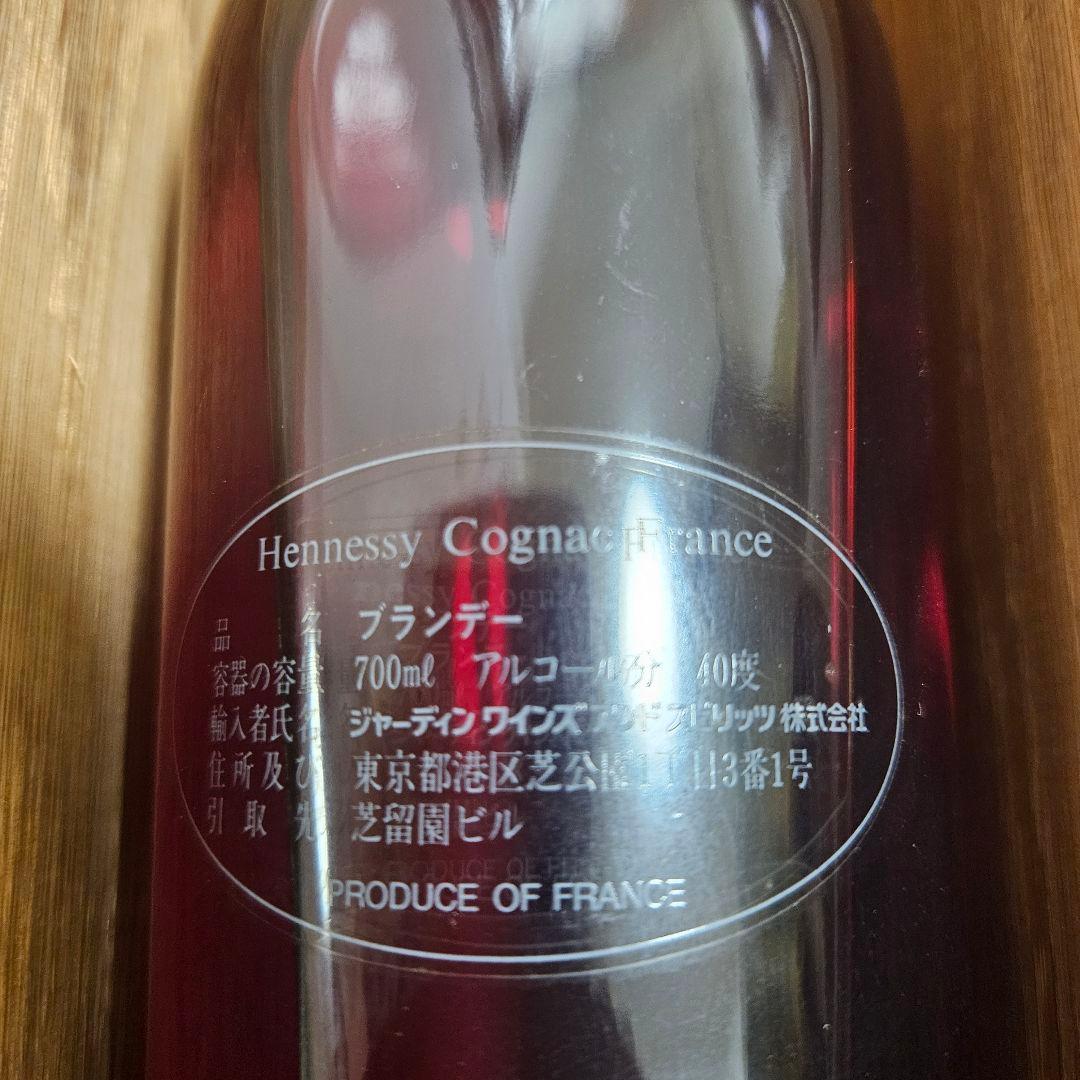 Hennessy Cognac France
品名 ブランデー
容器の容量 700ml アルコール分 40度
輸入者氏名 ジャーディン ワインズ アンド スピリッツ 株式会社
住所及び 東京都港区芝公園1丁目3番1号
引取先 芝留園ビル
PRODUCE OF FRANCE